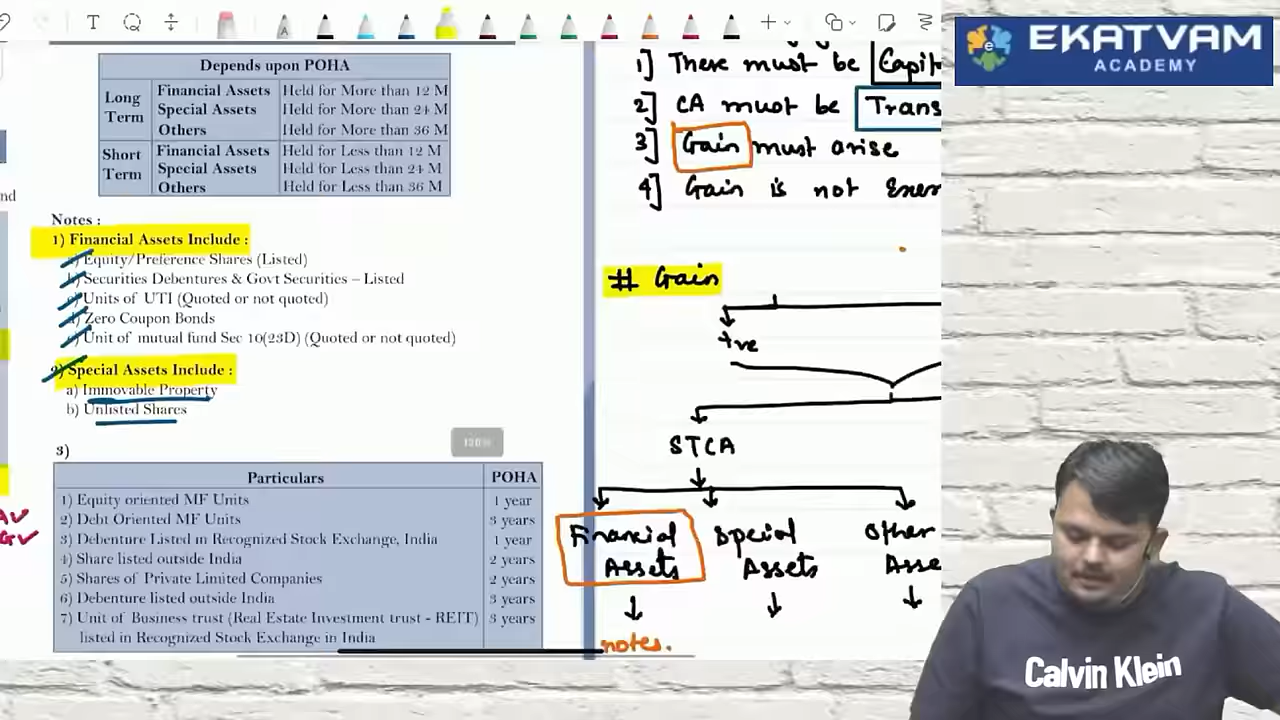 EKATVAM
ACADEMY
Depends upon POHA
Long Term
Financial Assets Held for More than 12 M
Special Assets Held for More than 24 M
Others Held for More than 36 M
Short Term
Financial Assets Held for Less than 12 M
Special Assets Held for Less than 24 M
Others Held for Less than 36 M
nd
Notes :
1) Financial Assets Include :
a) Equity/Preference Shares (Listed)
b) Securities Debentures & Govt Securities – Listed
c) Units of UTI (Quoted or not quoted)
d) Zero Coupon Bonds
e) Unit of mutual fund Sec 10(23D) (Quoted or not quoted)
2) Special Assets Include :
a) Immovable Property
b) Unlisted Shares
130%
3)
Particulars POHA
1) Equity oriented MF Units 1 year
2) Debt Oriented MF Units 3 years
3) Debenture Listed n Recognized Stock Exchange, India 1 year
4) Share listed outside India 2 years
5) Shares of Private Limited Companies 2 years
6) Debenture listed outside India 3 years
7) Unit of Business trust (Real Estate Investment trust - REIT) 3 years
listed in Recognized Stock Exchange in India
AV
GV
1] There must be Capit
2] CA must be Trans
3] Gain must arise
4] Gain is not Exem
# Gain
+ve
STCA
Financial Assets
Special Assets
Other Asse
notes.
Calvin Klein